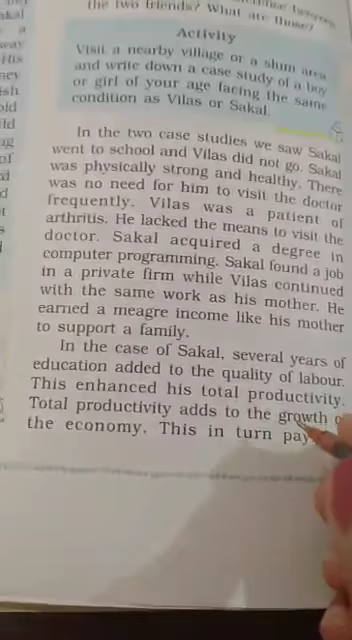 the two friends? What are those?
Activity
Visit a nearby village or a slum area
and write down a case study of a boy
or girl of your age facing the same
condition as Vilas or Sakal.
In the two case studies we saw Sakal
went to school and Vilas did not go. Sakal
was physically strong and healthy. There
was no need for him to visit the doctor
frequently. Vilas was a patient of
arthritis. He lacked the means to visit the
doctor. Sakal acquired a degree in
computer programming. Sakal found a job
in a private firm while Vilas continued
with the same work as his mother. He
earned a meagre income like his mother
to support a family.
In the case of Sakal, several years of
education added to the quality of labour.
This enhanced his total productivity.
Total productivity adds to the growth
the economy. This in turn